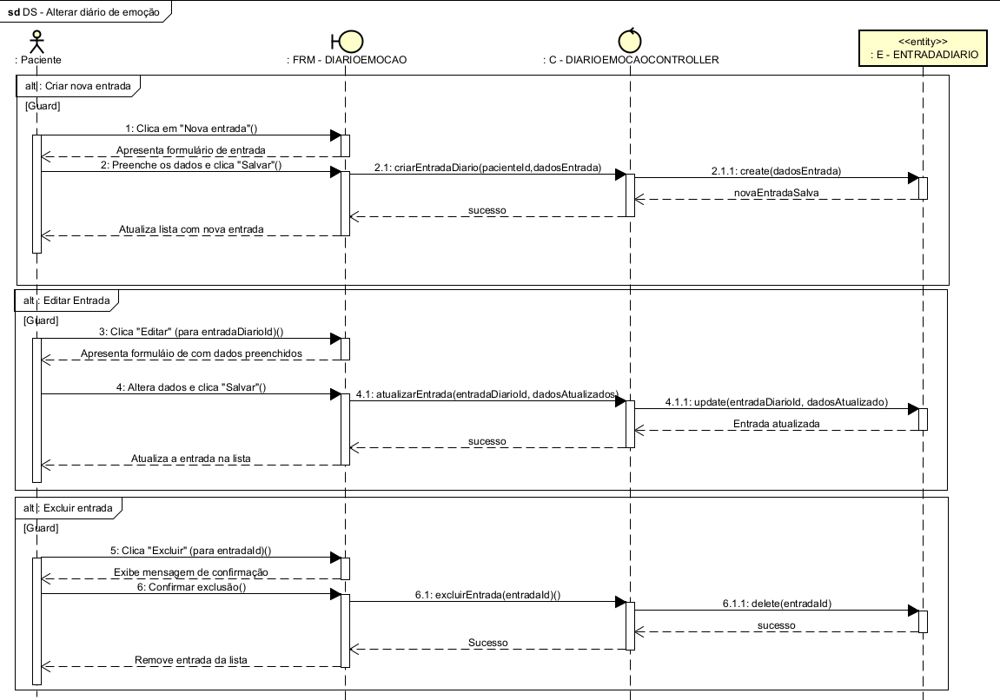 sd DS - Alterar diário de emoção
: Paciente
: FRM - DIARIOEMOCAO
: C - DIARIOEMOCAOCONTROLLER
<<entity>>
: E - ENTRADADIARIO
alt : Criar nova entrada
[Guard]
1: Clica em "Nova entrada"()
Apresenta formulário de entrada
2: Preenche os dados e clica "Salvar"()
2.1: criarEntradaDiario(pacienteId,dadosEntrada)
2.1.1: create(dadosEntrada)
novaEntradaSalva
sucesso
Atualiza lista com nova entrada
alt : Editar Entrada
[Guard]
3: Clica "Editar" (para entradaDiarioId)()
Apresenta formuláio de com dados preenchidos
4: Altera dados e clica "Salvar"()
4.1: atualizarEntrada(entradaDiarioId, dadosAtualizados)
4.1.1: update(entradaDiarioId, dadosAtualizado)
Entrada atualizada
sucesso
Atualiza a entrada na lista
alt : Excluir entrada
[Guard]
5: Clica "Excluir" (para entradaId)()
Exibe mensagem de confirmação
6: Confirmar exclusão()
6.1: excluirEntrada(entradaId)()
6.1.1: delete(entradaId)
sucesso
Sucesso
Remove entrada da lista